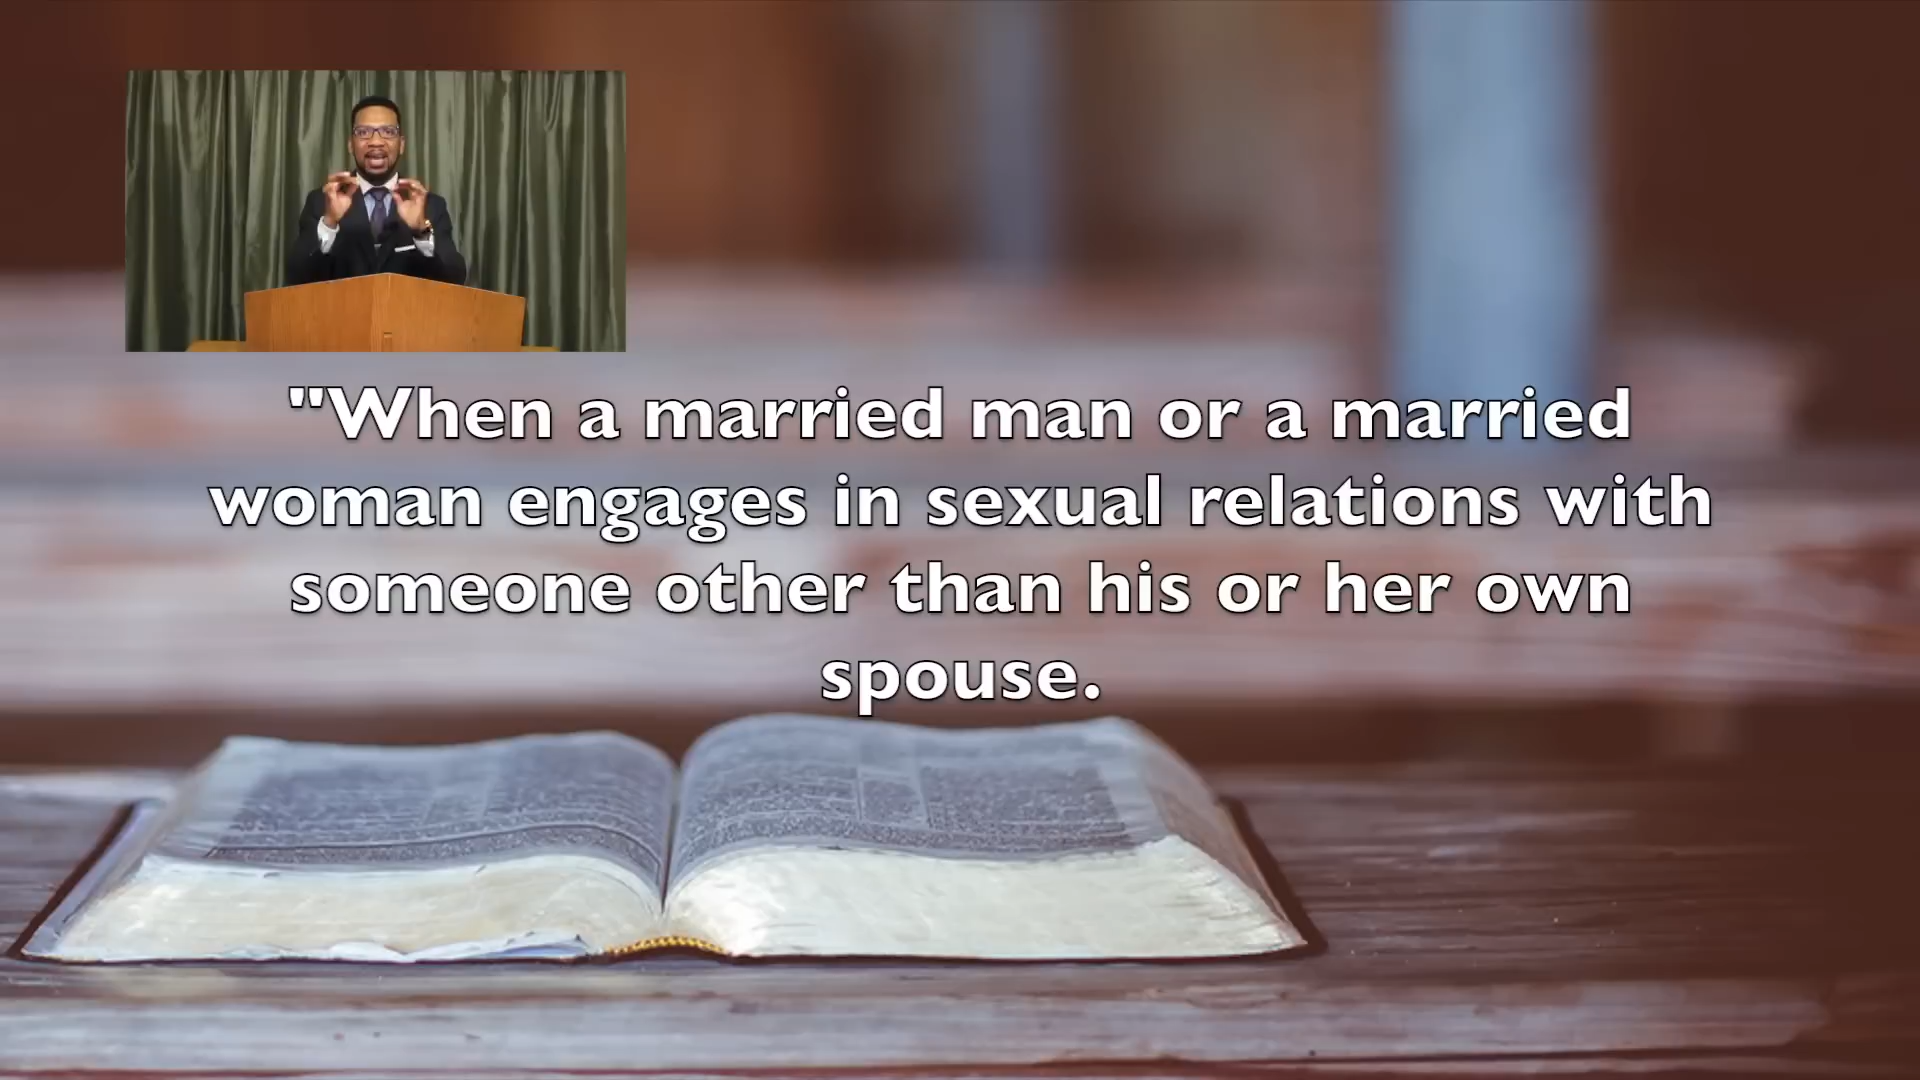 "When a married man or a married
woman engages in sexual relations with
someone other than his or her own
spouse.